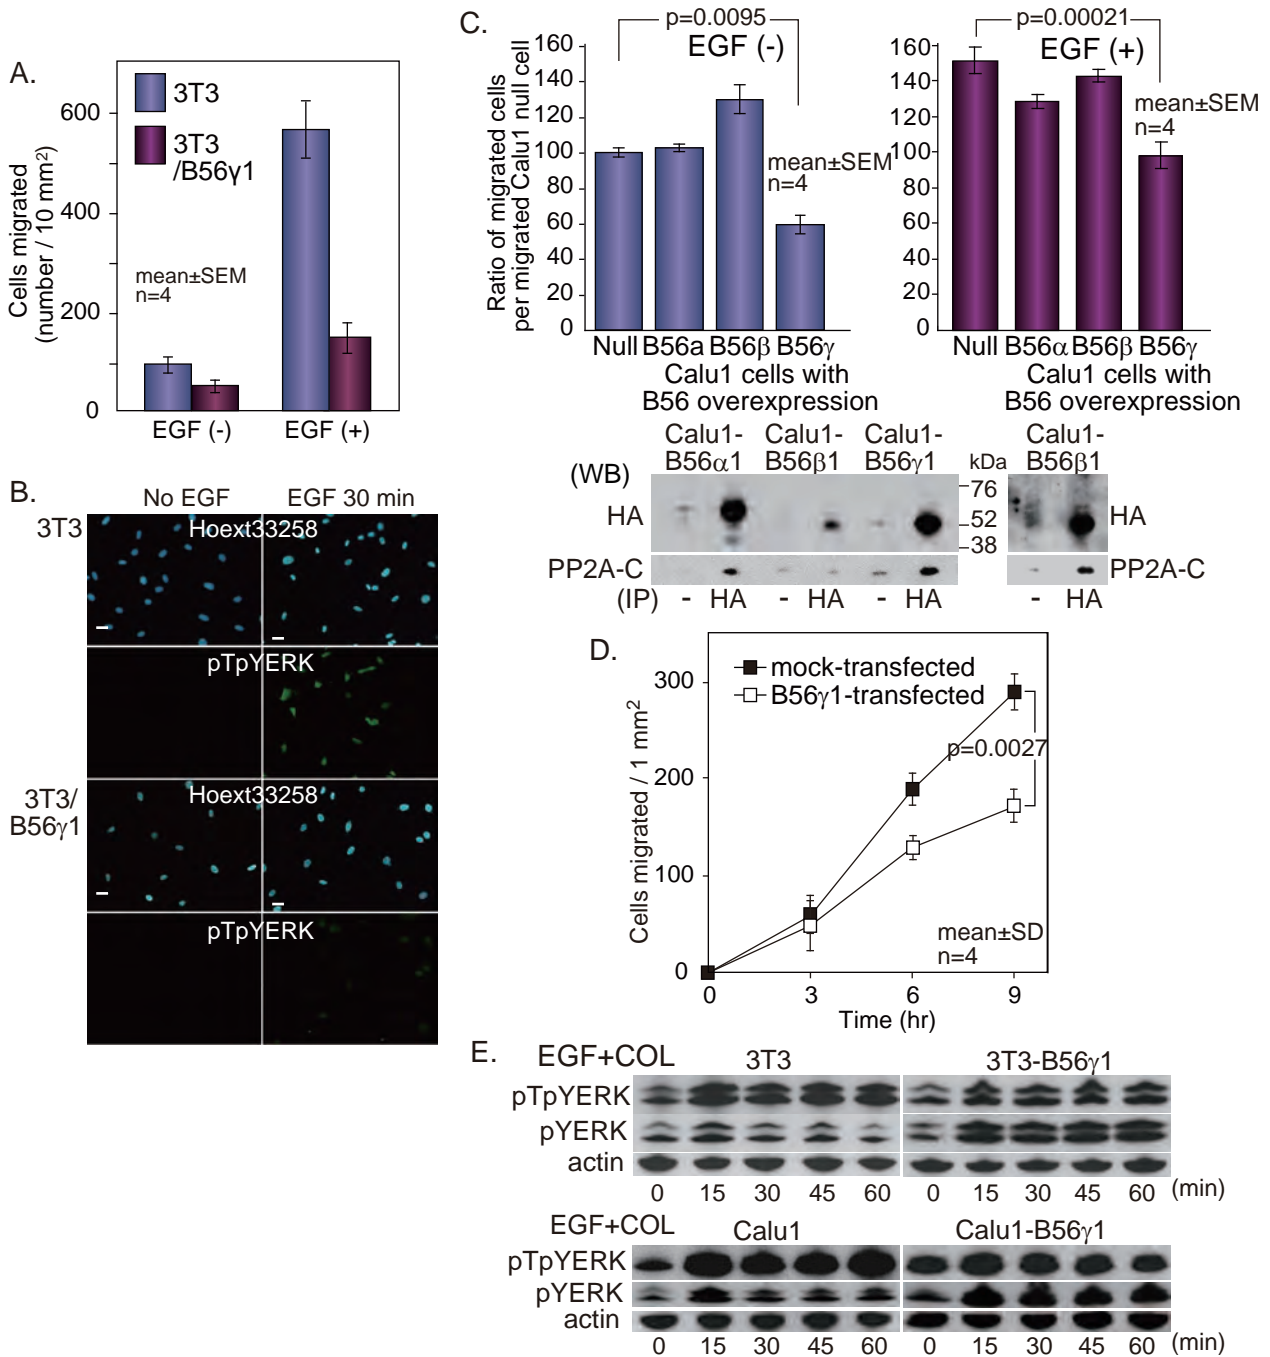 A.
600
400
200
0
Cells migrated
(number / 10 mm²)
3T3
3T3
/B56γ1
mean±SEM
n=4
EGF (-) EGF (+)
B.
No EGF EGF 30 min
3T3
Hoext33258
pTpYERK
3T3/
B56γ1
Hoext33258
pTpYERK
C.
p=0.0095
EGF (-)
160
140
120
100
80
60
40
20
0
Ratio of migrated cells
per migrated Calu1 null cell
mean±SEM
n=4
Null B56a B56β B56γ
Calu1 cells with
B56 overexpression
p=0.00021
EGF (+)
160
140
120
100
80
60
40
20
0
mean±SEM
n=4
Null B56α B56β B56γ
Calu1 cells with
B56 overexpression
Calu1-
B56α1
Calu1-
B56β1
Calu1-
B56γ1
kDa
Calu1-
B56β1
(WB)
76
52
38
HA
HA
PP2A-C
PP2A-C
(IP) - HA - HA - HA - HA
D.
mock-transfected
B56γ1-transfected
300
200
100
0
Cells migrated / 1 mm²
p=0.0027
mean±SD
n=4
0 3 6 9
Time (hr)
E.
EGF+COL 3T3 3T3-B56γ1
pTpYERK
pYERK
actin
0 15 30 45 60 0 15 30 45 60 (min)
EGF+COL Calu1 Calu1-B56γ1
pTpYERK
pYERK
actin
0 15 30 45 60 0 15 30 45 60 (min)